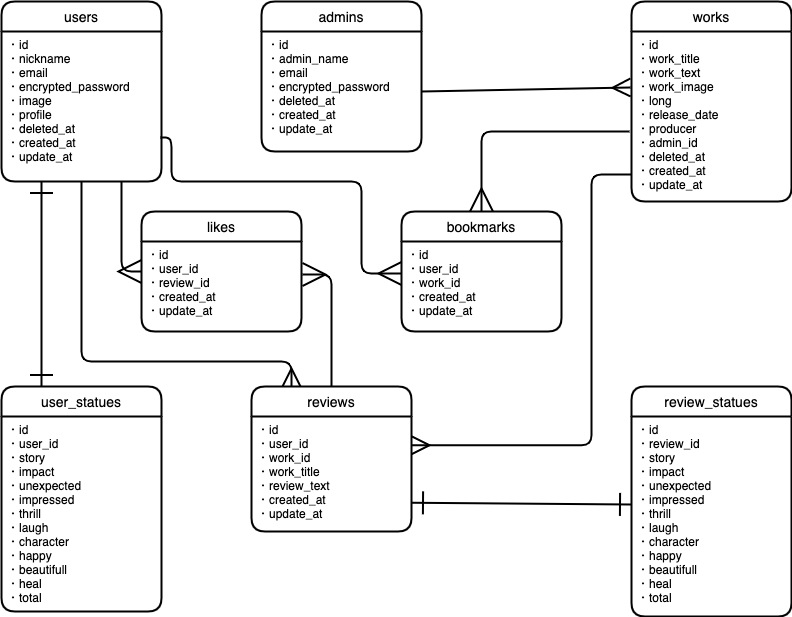 users
・id
・nickname
・email
・encrypted_password
・image
・profile
・deleted_at
・created_at
・update_at
admins
・id
・admin_name
・email
・encrypted_password
・deleted_at
・created_at
・update_at
works
・id
・work_title
・work_text
・work_image
・long
・release_date
・producer
・admin_id
・deleted_at
・created_at
・update_at
likes
・id
・user_id
・review_id
・created_at
・update_at
bookmarks
・id
・user_id
・work_id
・created_at
・update_at
user_statues
・id
・user_id
・story
・impact
・unexpected
・impressed
・thrill
・laugh
・character
・happy
・beautifull
・heal
・total
reviews
・id
・user_id
・work_id
・work_title
・review_text
・created_at
・update_at
review_statues
・id
・review_id
・story
・impact
・unexpected
・impressed
・thrill
・laugh
・character
・happy
・beautifull
・heal
・total